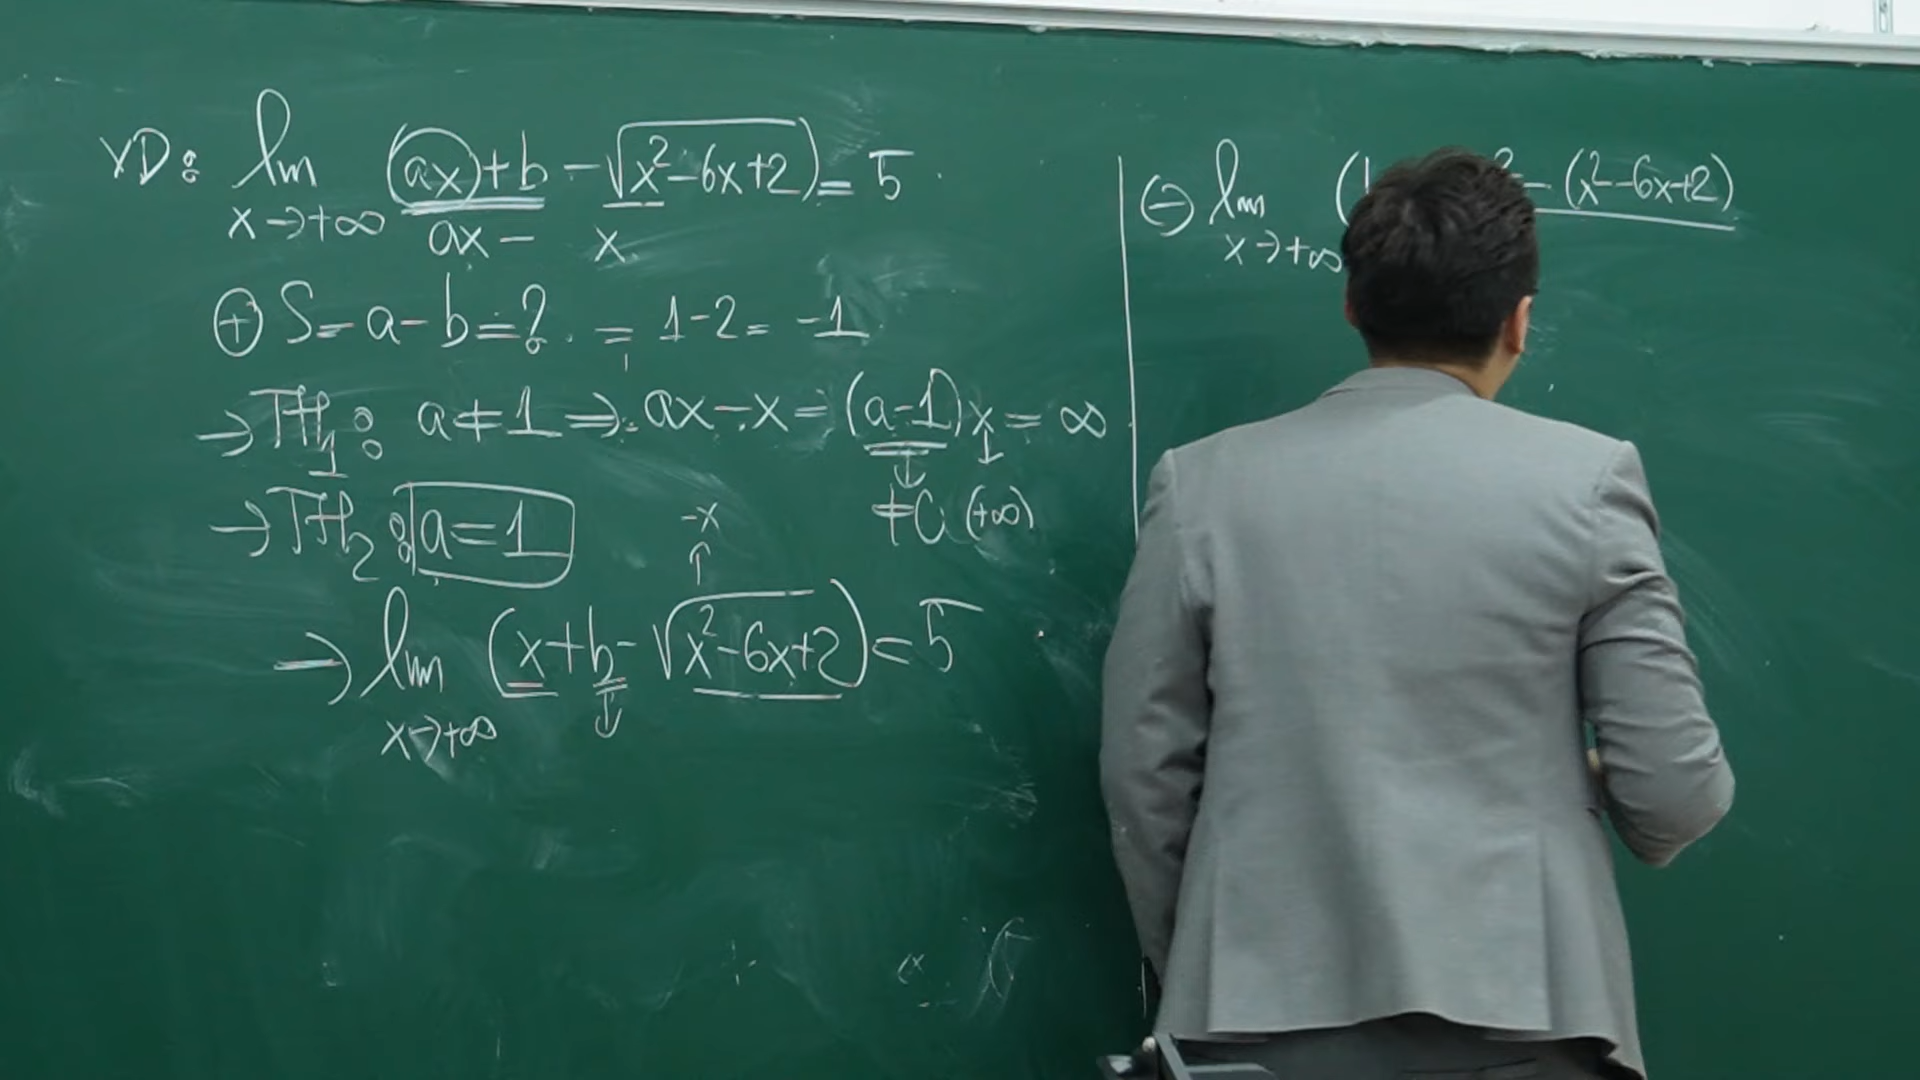 VD: lim (ax + b - √x²-6x+2) = 5
x→+∞ ax - x
⊕ S = a - b = ? = 1-2 = -1
→ TH₁: a ≠ 1 ⇒ ax - x = (a-1)x = ∞
↓
≠0 (+∞)
→ TH₂: a = 1
-x
↑
→ lim (x + b - √x²-6x+2) = 5
x→+∞
↓
⇔ lim ( ² - (x²-6x+2)
x→+∞